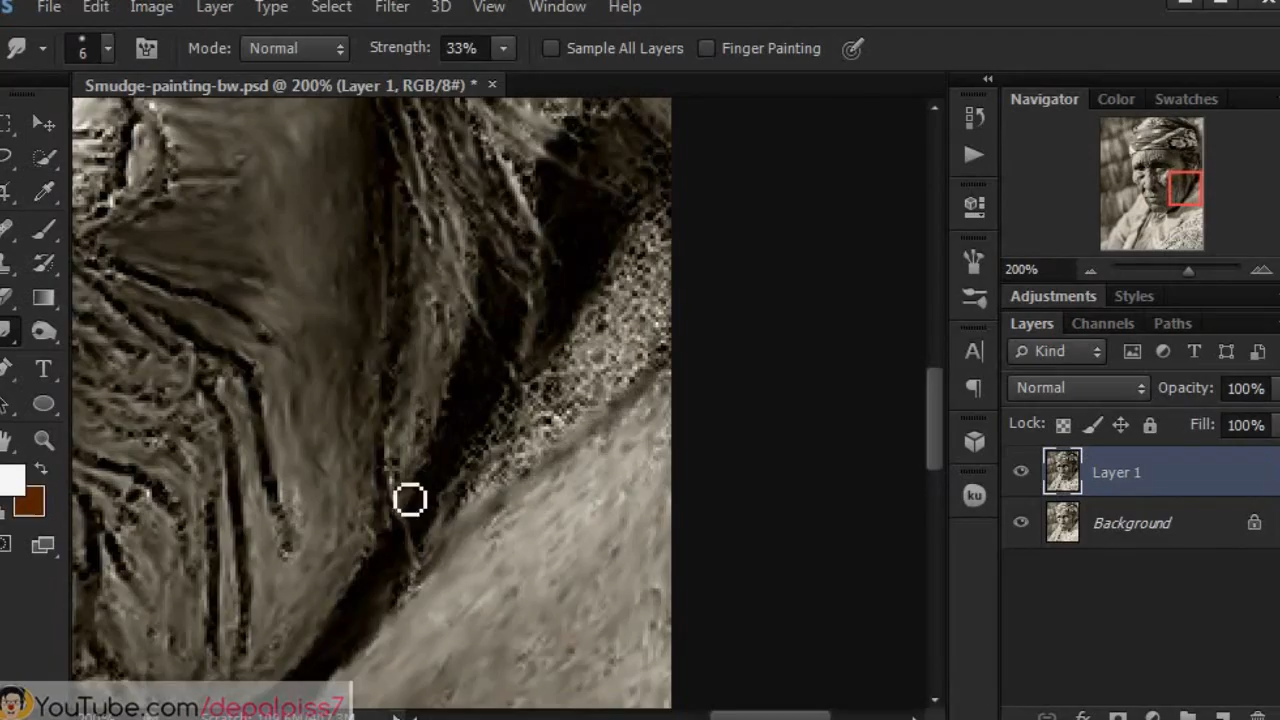 File Edit Image Layer Type Select Filter 3D View Window Help
6 Mode: Normal Strength: 33% Sample All Layers Finger Painting
Smudge-painting-bw.psd @ 200% (Layer 1, RGB/8#) * ×
Navigator Color Swatches
200%
Adjustments Styles
Layers Channels Paths
Kind
Normal Opacity: 100%
Lock: Fill: 100%
Layer 1
Background
ku
YouTube.com/depalpiss7